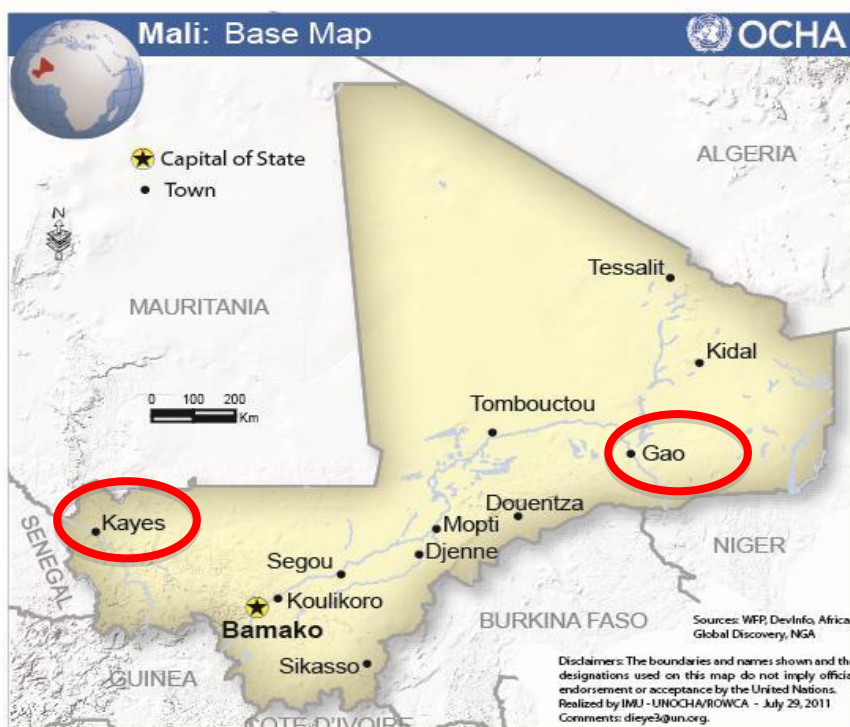 Mali: Base Map
OCHA
ALGERIA
Capital of State
Town
N
Tessalit
MAURITANIA
Kidal
0 100 200
Km
Tombouctou
Gao
Kayes
Douentza
Mopti
SENEGAL
Djenne
NIGER
Segou
Koulikoro
BURKINA FASO
Bamako
Sources: WFP, DevInfo, Africa
Global Discovery, NGA
Sikasso
GUINEA
Disclaimers: The boundaries and names shown and the
designations used on this map do not imply official
endorsement or acceptance by the United Nations.
Realized by IMU - UNOCHA/ROWCA - July 29, 2011
Comments: dieye3@un.org.
COTE D'IVOIRE